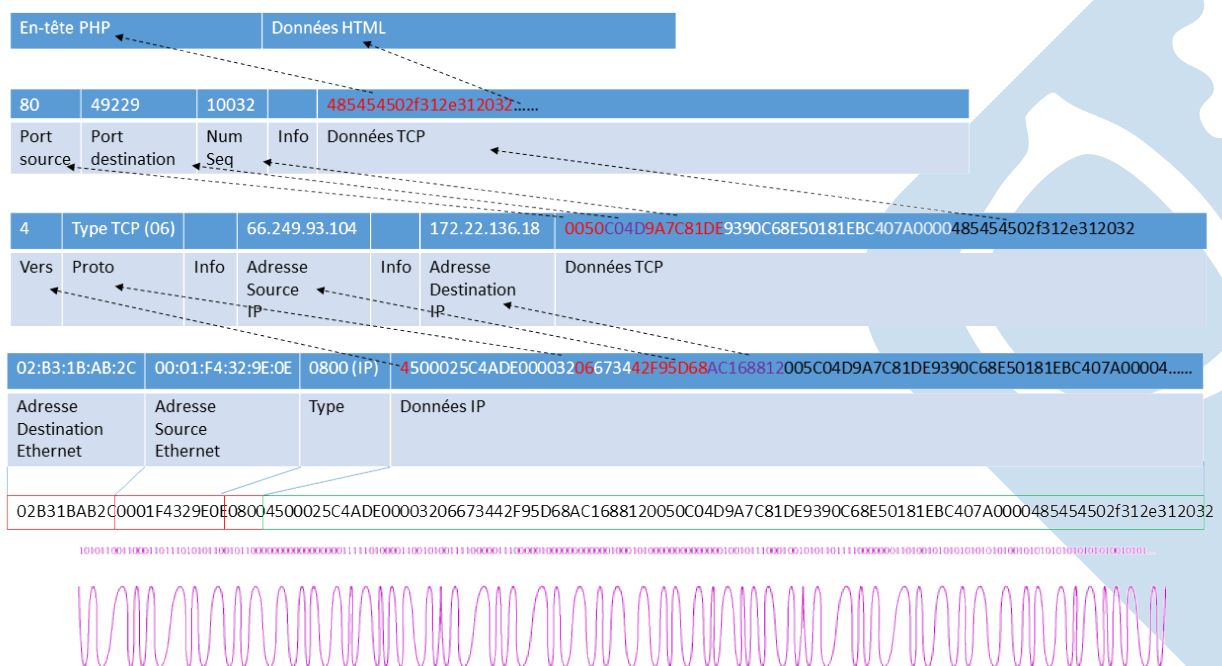 En-tête PHP Données HTML
80 49229 10032 485454502f312e312032......
Port source Port destination Num Seq Info Données TCP
4 Type TCP (06) 66.249.93.104 172.22.136.18 0050C04D9A7C81DE9390C68E50181EBC407A0000485454502f312e312032
Vers Proto Info Adresse Source IP Info Adresse Destination IP Données TCP
02:B3:1B:AB:2C 00:01:F4:32:9E:0E 0800 (IP) 4500025C4ADE0000320667344 2F95D68AC168812005C04D9A7C81DE9390C68E50181EBC407A00004......
Adresse Destination Ethernet Adresse Source Ethernet Type Données IP
02B31BAB2C0001F4329E0E08004500025C4ADE00003206673442F95D68AC1688120050C04D9A7C81DE9390C68E50181EBC407A0000485454502f312e312032